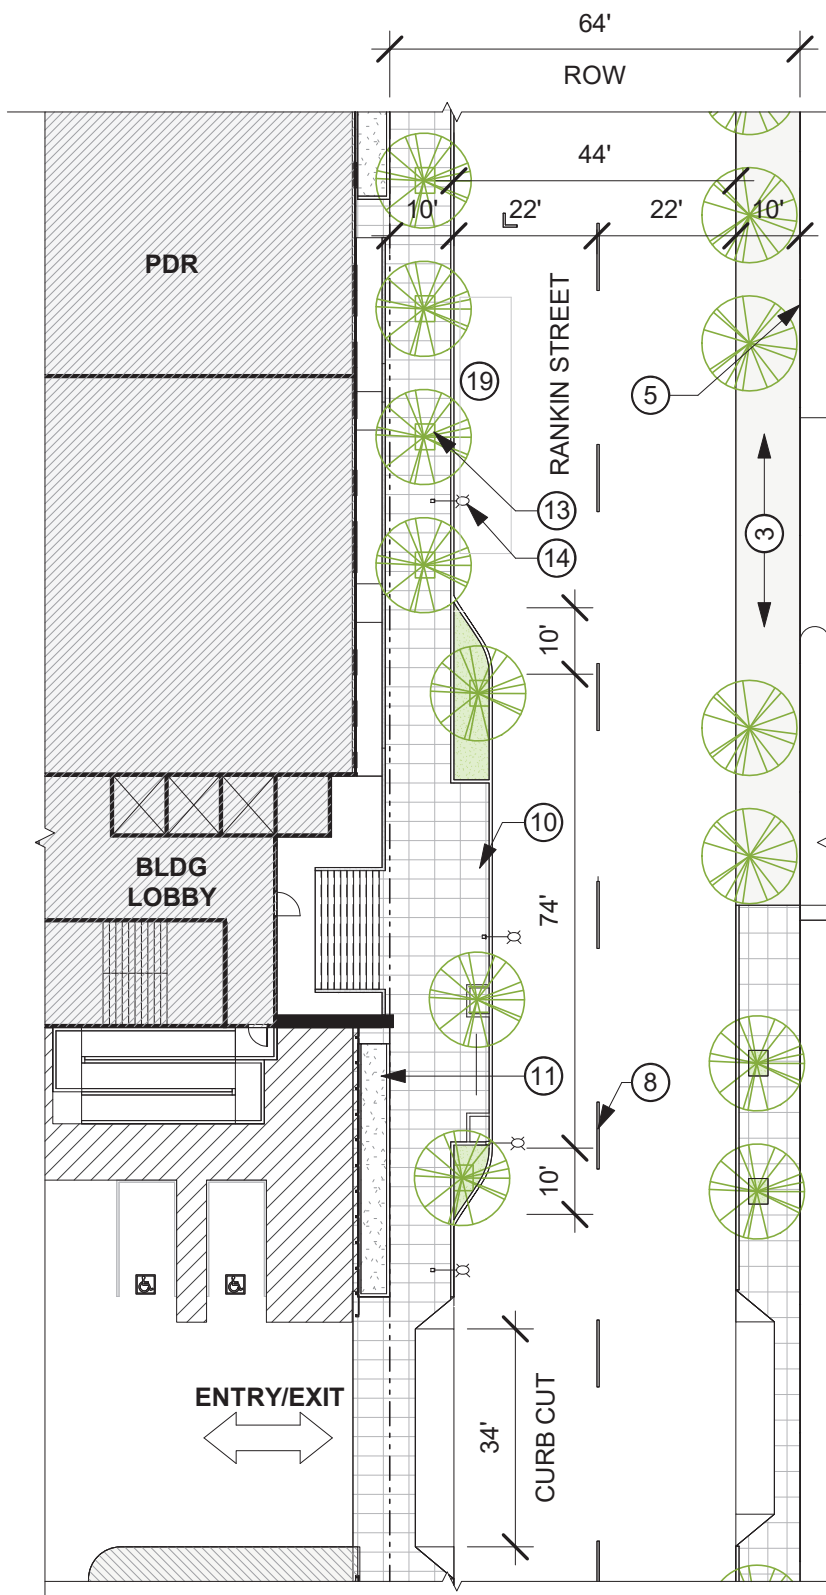 64'
ROW
44'
10'
22'
22'
10'
PDR
RANKIN STREET
19
5
13
3
14
10'
10
BLDG
LOBBY
74'
11
8
10'
ENTRY/EXIT
34'
CURB CUT